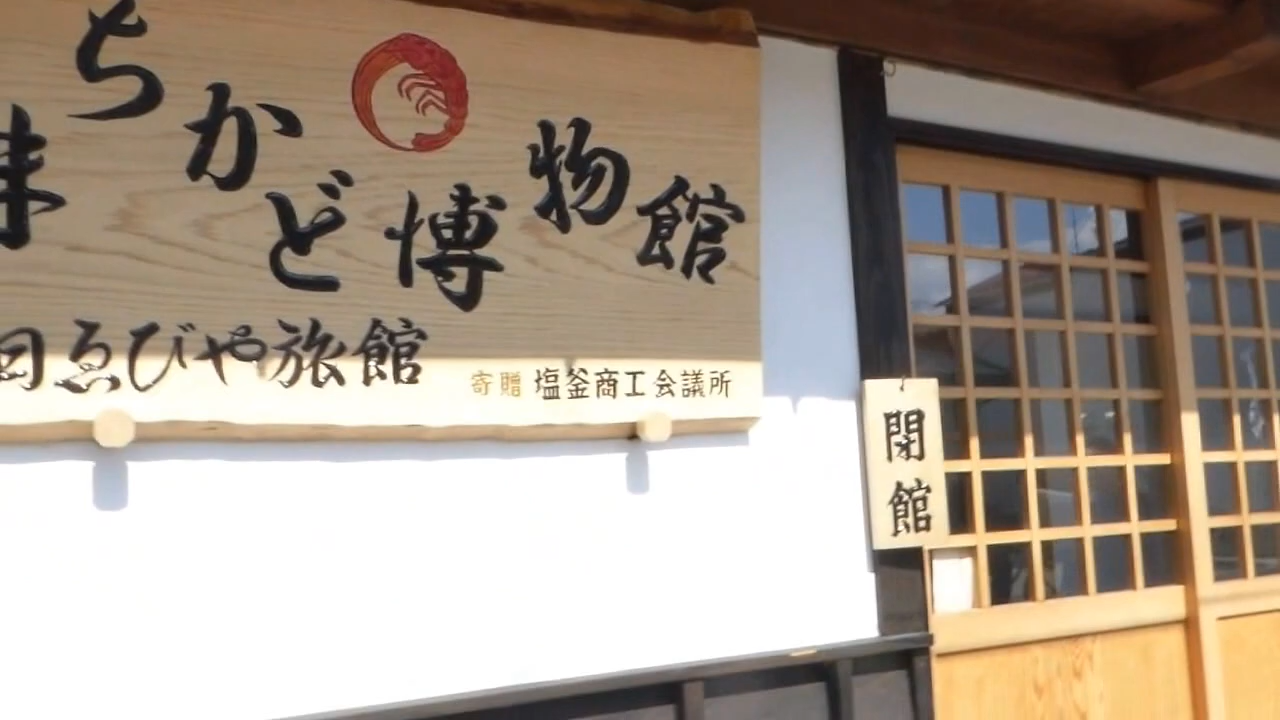 ちかど博物館
ゑびや旅館
寄贈 塩釜商工会議所
閉館